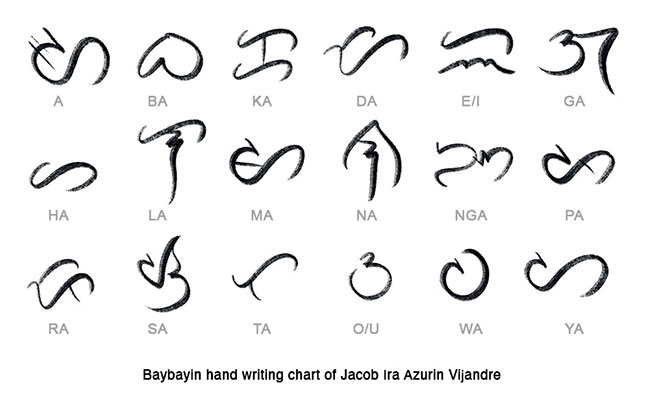 ᜀ ᜊ ᜃ ᜇ ᜁ ᜄ
A BA KA DA E/I GA
ᜑ ᜎ ᜋ ᜈ ᜅ ᜉ
HA LA MA NA NGA PA
ᜍ ᜐ ᜆ ᜂ ᜏ ᜌ
RA SA TA O/U WA YA
Baybayin hand writing chart of Jacob Ira Azurin Vijandre